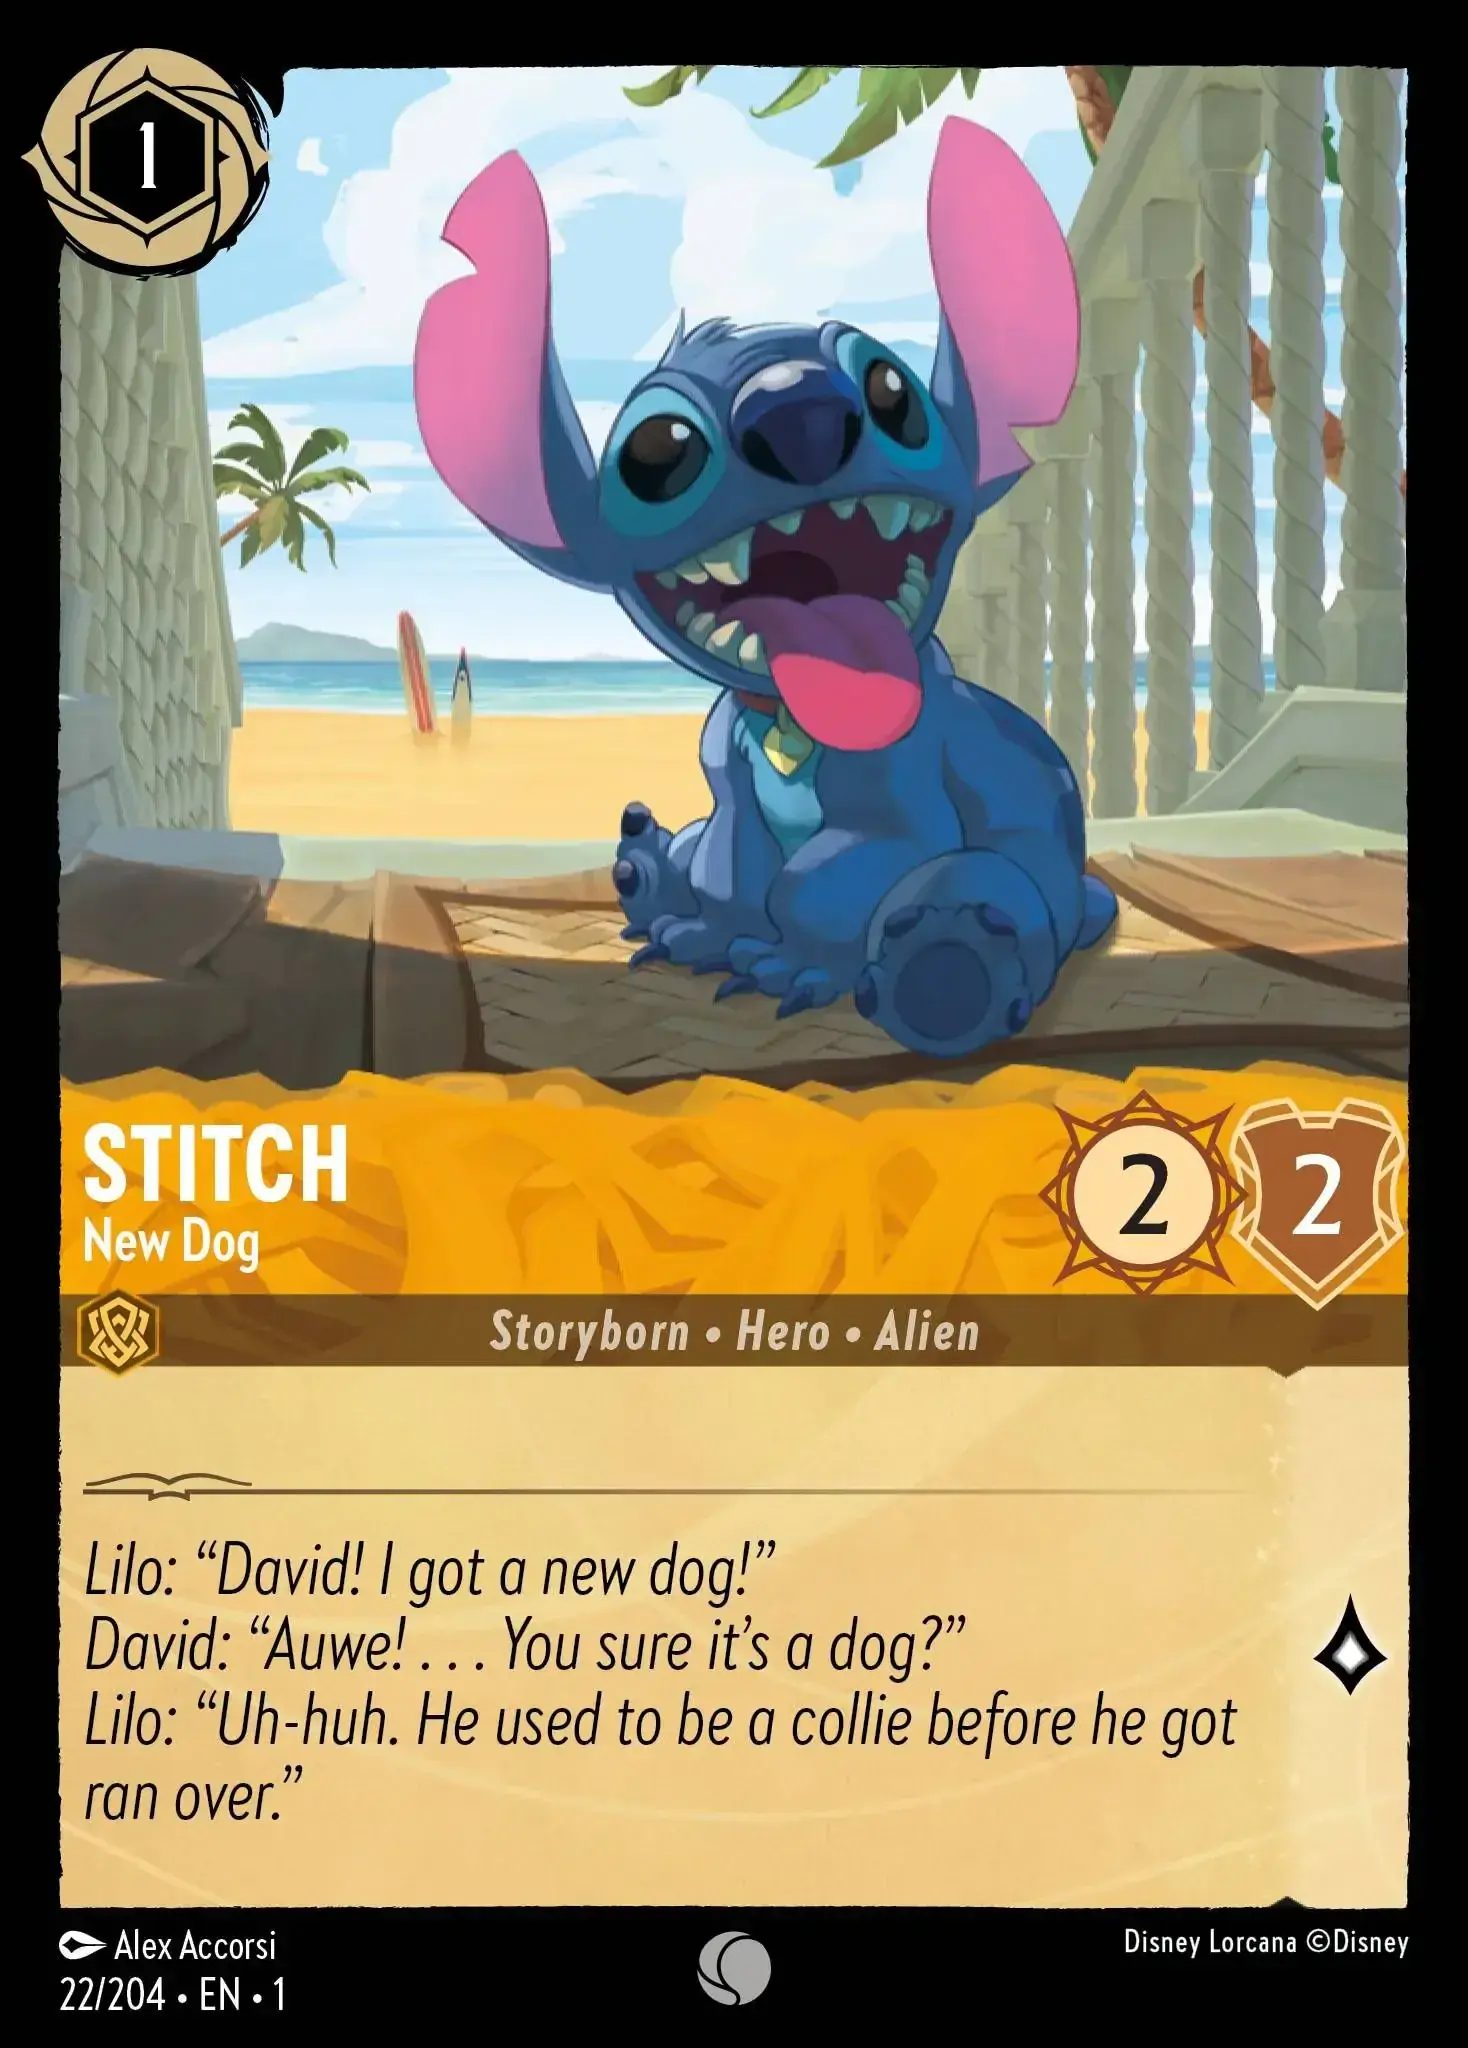 1
STITCH
New Dog
2
2
Storyborn • Hero • Alien
Lilo: “David! I got a new dog!”
David: “Auwe! . . . You sure it’s a dog?”
Lilo: “Uh-huh. He used to be a collie before he got
ran over.”
Alex Accorsi
Disney Lorcana ©Disney
22/204 • EN • 1